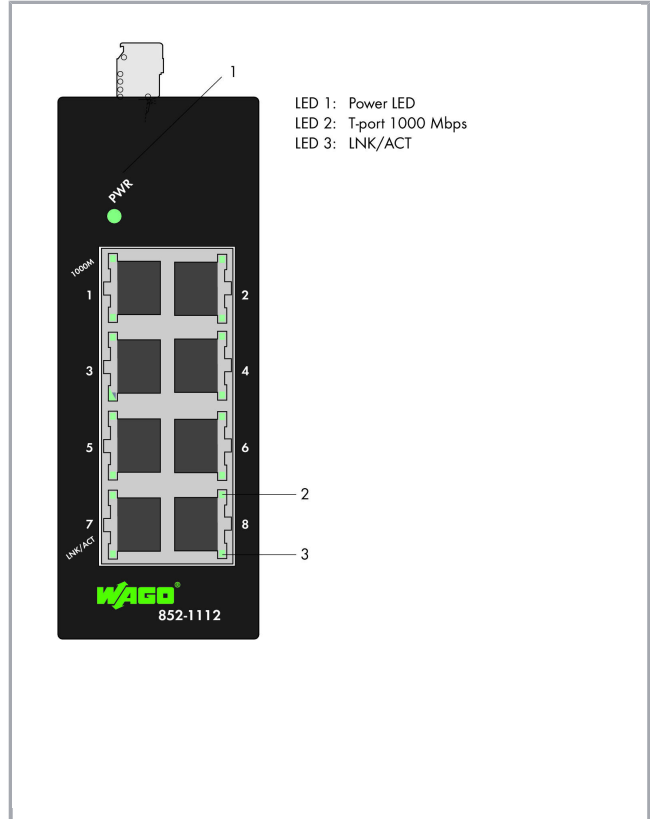 1
LED 1: Power LED
LED 2: T-port 1000 Mbps
LED 3: LNK/ACT
PWR
1000M
1
2
3
4
5
6
2
7
8
LNK/ACT
3
WAGO®
852-1112